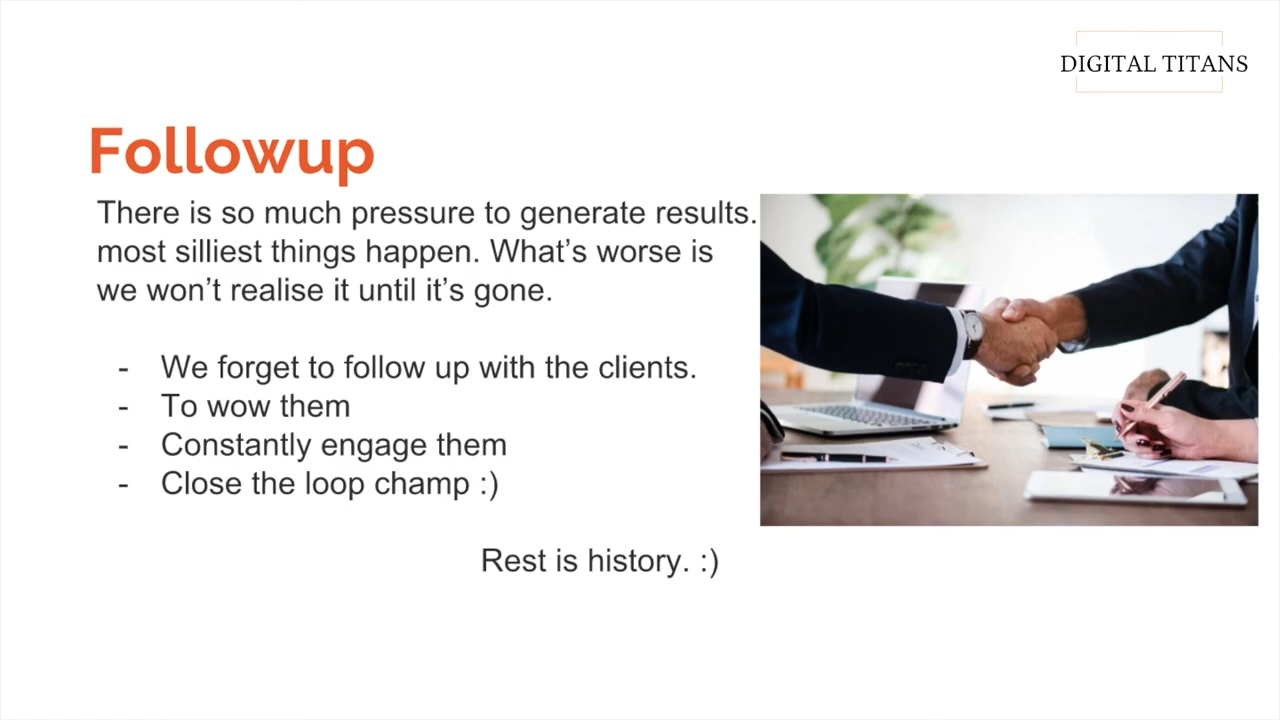 DIGITAL TITANS
Followup
There is so much pressure to generate results.
most silliest things happen. What’s worse is
we won’t realise it until it’s gone.
- We forget to follow up with the clients.
- To wow them
- Constantly engage them
- Close the loop champ :)
Rest is history. :)